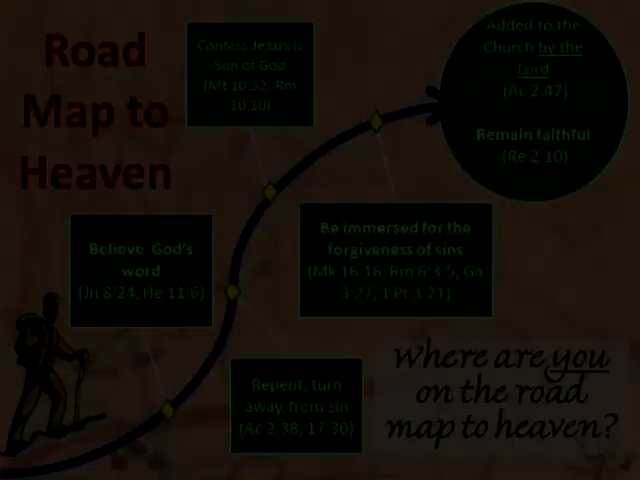 Road
Map to
Heaven
Confess Jesus is
Son of God
(Mt 10:32, Rm
10:10)
Added to the
Church by the
Lord
(Ac 2:47)
Remain faithful
(Re 2:10)
Believe God's
word
(Jn 8:24, He 11:6)
Be immersed for the
forgiveness of sins
(Mk 16:16, Rm 6:3-5, Ga
3:27, 1 Pt 3:21)
Repent, turn
away, from sin
(Ac 2:38, 17:30)
Where are you
on the road
map to heaven?